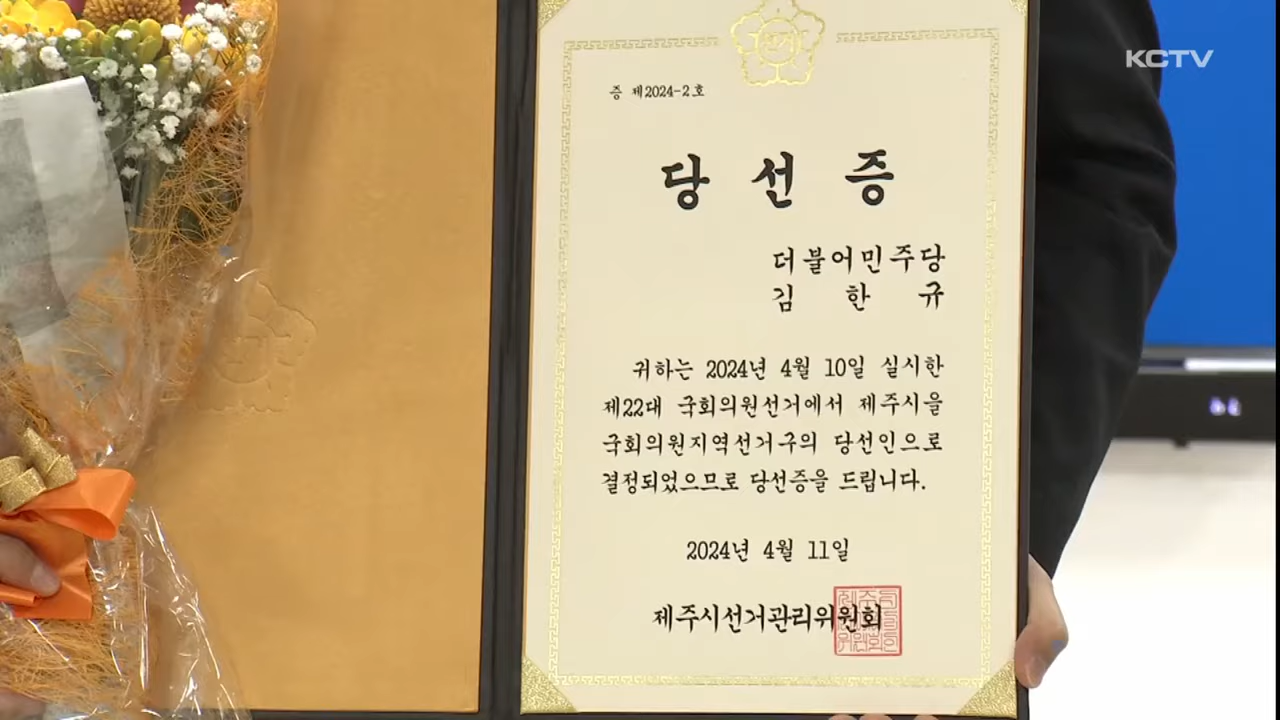 KCTV
증 제2024-2호
당 선 증
더불어민주당
김 한 규
귀하는 2024년 4월 10일 실시한
제22대 국회의원선거에서 제주시을
국회의원지역선거구의 당선인으로
결정되었으므로 당선증을 드립니다.
2024년 4월 11일
제주시선거관리위원회